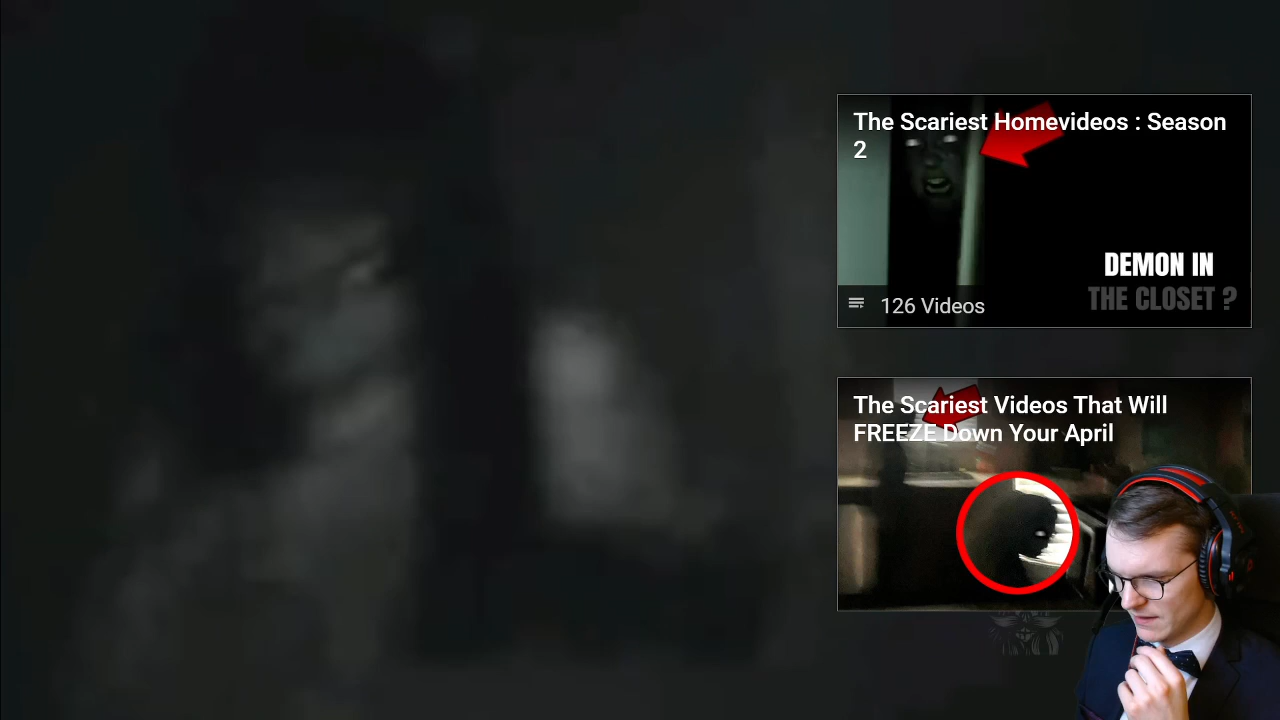 The Scariest Homevideos : Season
2
DEMON IN
THE CLOSET ?
126 Videos
The Scariest Videos That Will
FREEZE Down Your April